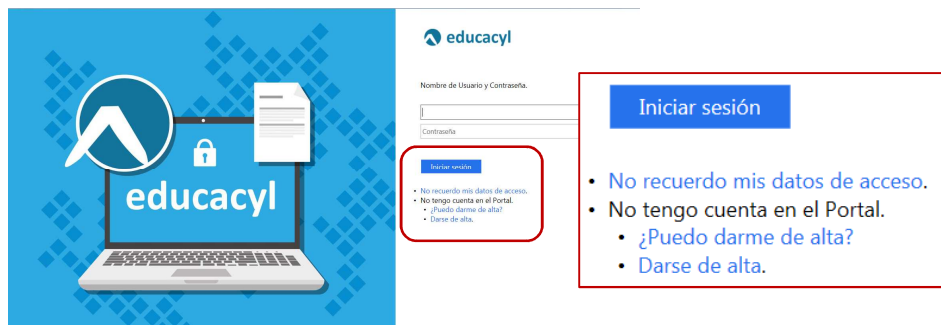 educacyl
educacyl
Nombre de Usuario y Contraseña.
Contraseña
Iniciar sesión
• No recuerdo mis datos de acceso.
• No tengo cuenta en el Portal.
• ¿Puedo darme de alta?
• Darse de alta.
Iniciar sesión
• No recuerdo mis datos de acceso.
• No tengo cuenta en el Portal.
• ¿Puedo darme de alta?
• Darse de alta.